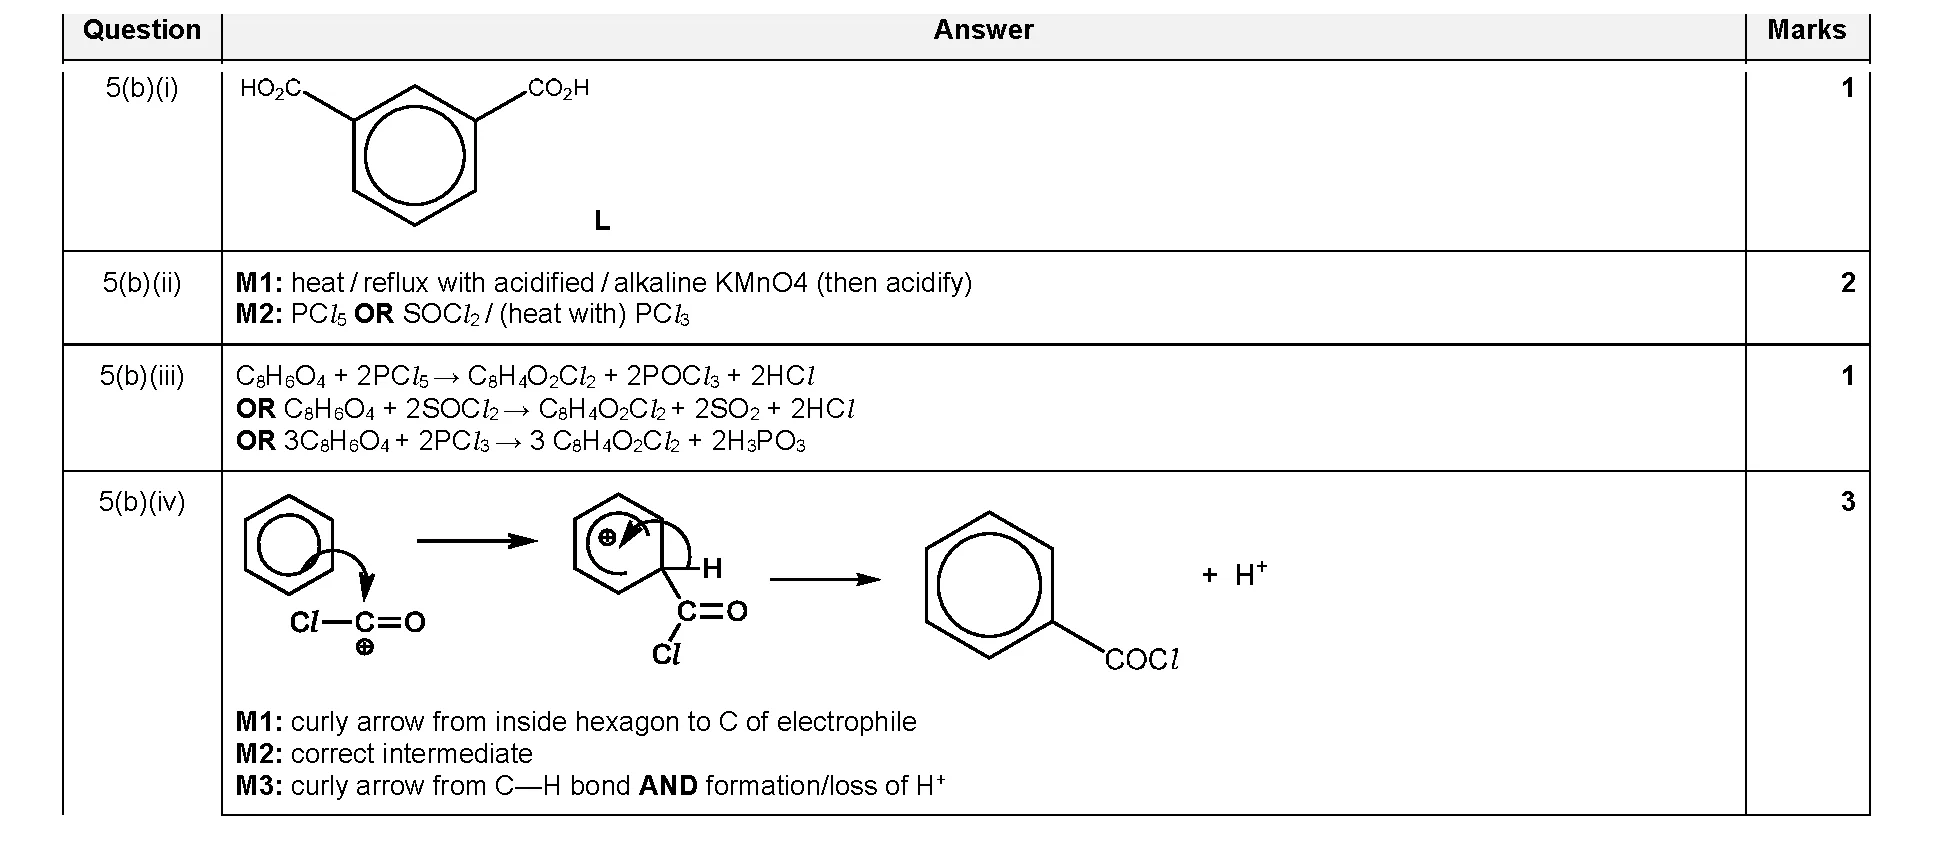 Question Answer Marks
5(b)(i) HO₂C CO₂H 1
L
5(b)(ii) M1: heat / reflux with acidified / alkaline KMnO4 (then acidify) 2
M2: PCl₅ OR SOCl₂ / (heat with) PCl₃
5(b)(iii) C₈H₆O₄ + 2PCl₅ → C₈H₄O₂Cl₂ + 2POCl₃ + 2HCl 1
OR C₈H₆O₄ + 2SOCl₂ → C₈H₄O₂Cl₂ + 2SO₂ + 2HCl
OR 3C₈H₆O₄ + 2PCl₃ → 3 C₈H₄O₂Cl₂ + 2H₃PO₃
5(b)(iv) 3
⊕ H + H⁺
Cl—C=O C=O
⊕ Cl COCl
M1: curly arrow from inside hexagon to C of electrophile
M2: correct intermediate
M3: curly arrow from C—H bond AND formation/loss of H⁺